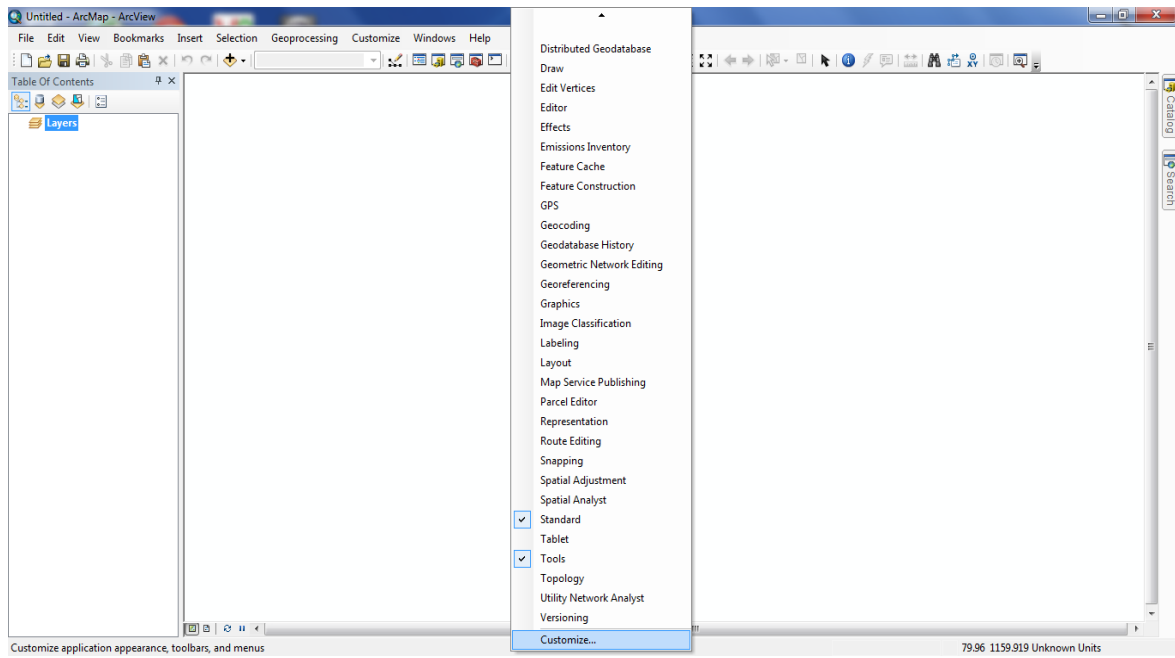 Untitled - ArcMap - ArcView
File Edit View Bookmarks Insert Selection Geoprocessing Customize Windows Help
Table Of Contents
Layers
Distributed Geodatabase
Draw
Edit Vertices
Editor
Effects
Emissions Inventory
Feature Cache
Feature Construction
GPS
Geocoding
Geodatabase History
Geometric Network Editing
Georeferencing
Graphics
Image Classification
Labeling
Layout
Map Service Publishing
Parcel Editor
Representation
Route Editing
Snapping
Spatial Adjustment
Spatial Analyst
Standard
Tablet
Tools
Topology
Utility Network Analyst
Versioning
Customize...
Catalog
Search
Customize application appearance, toolbars, and menus
79.96 1159.919 Unknown Units